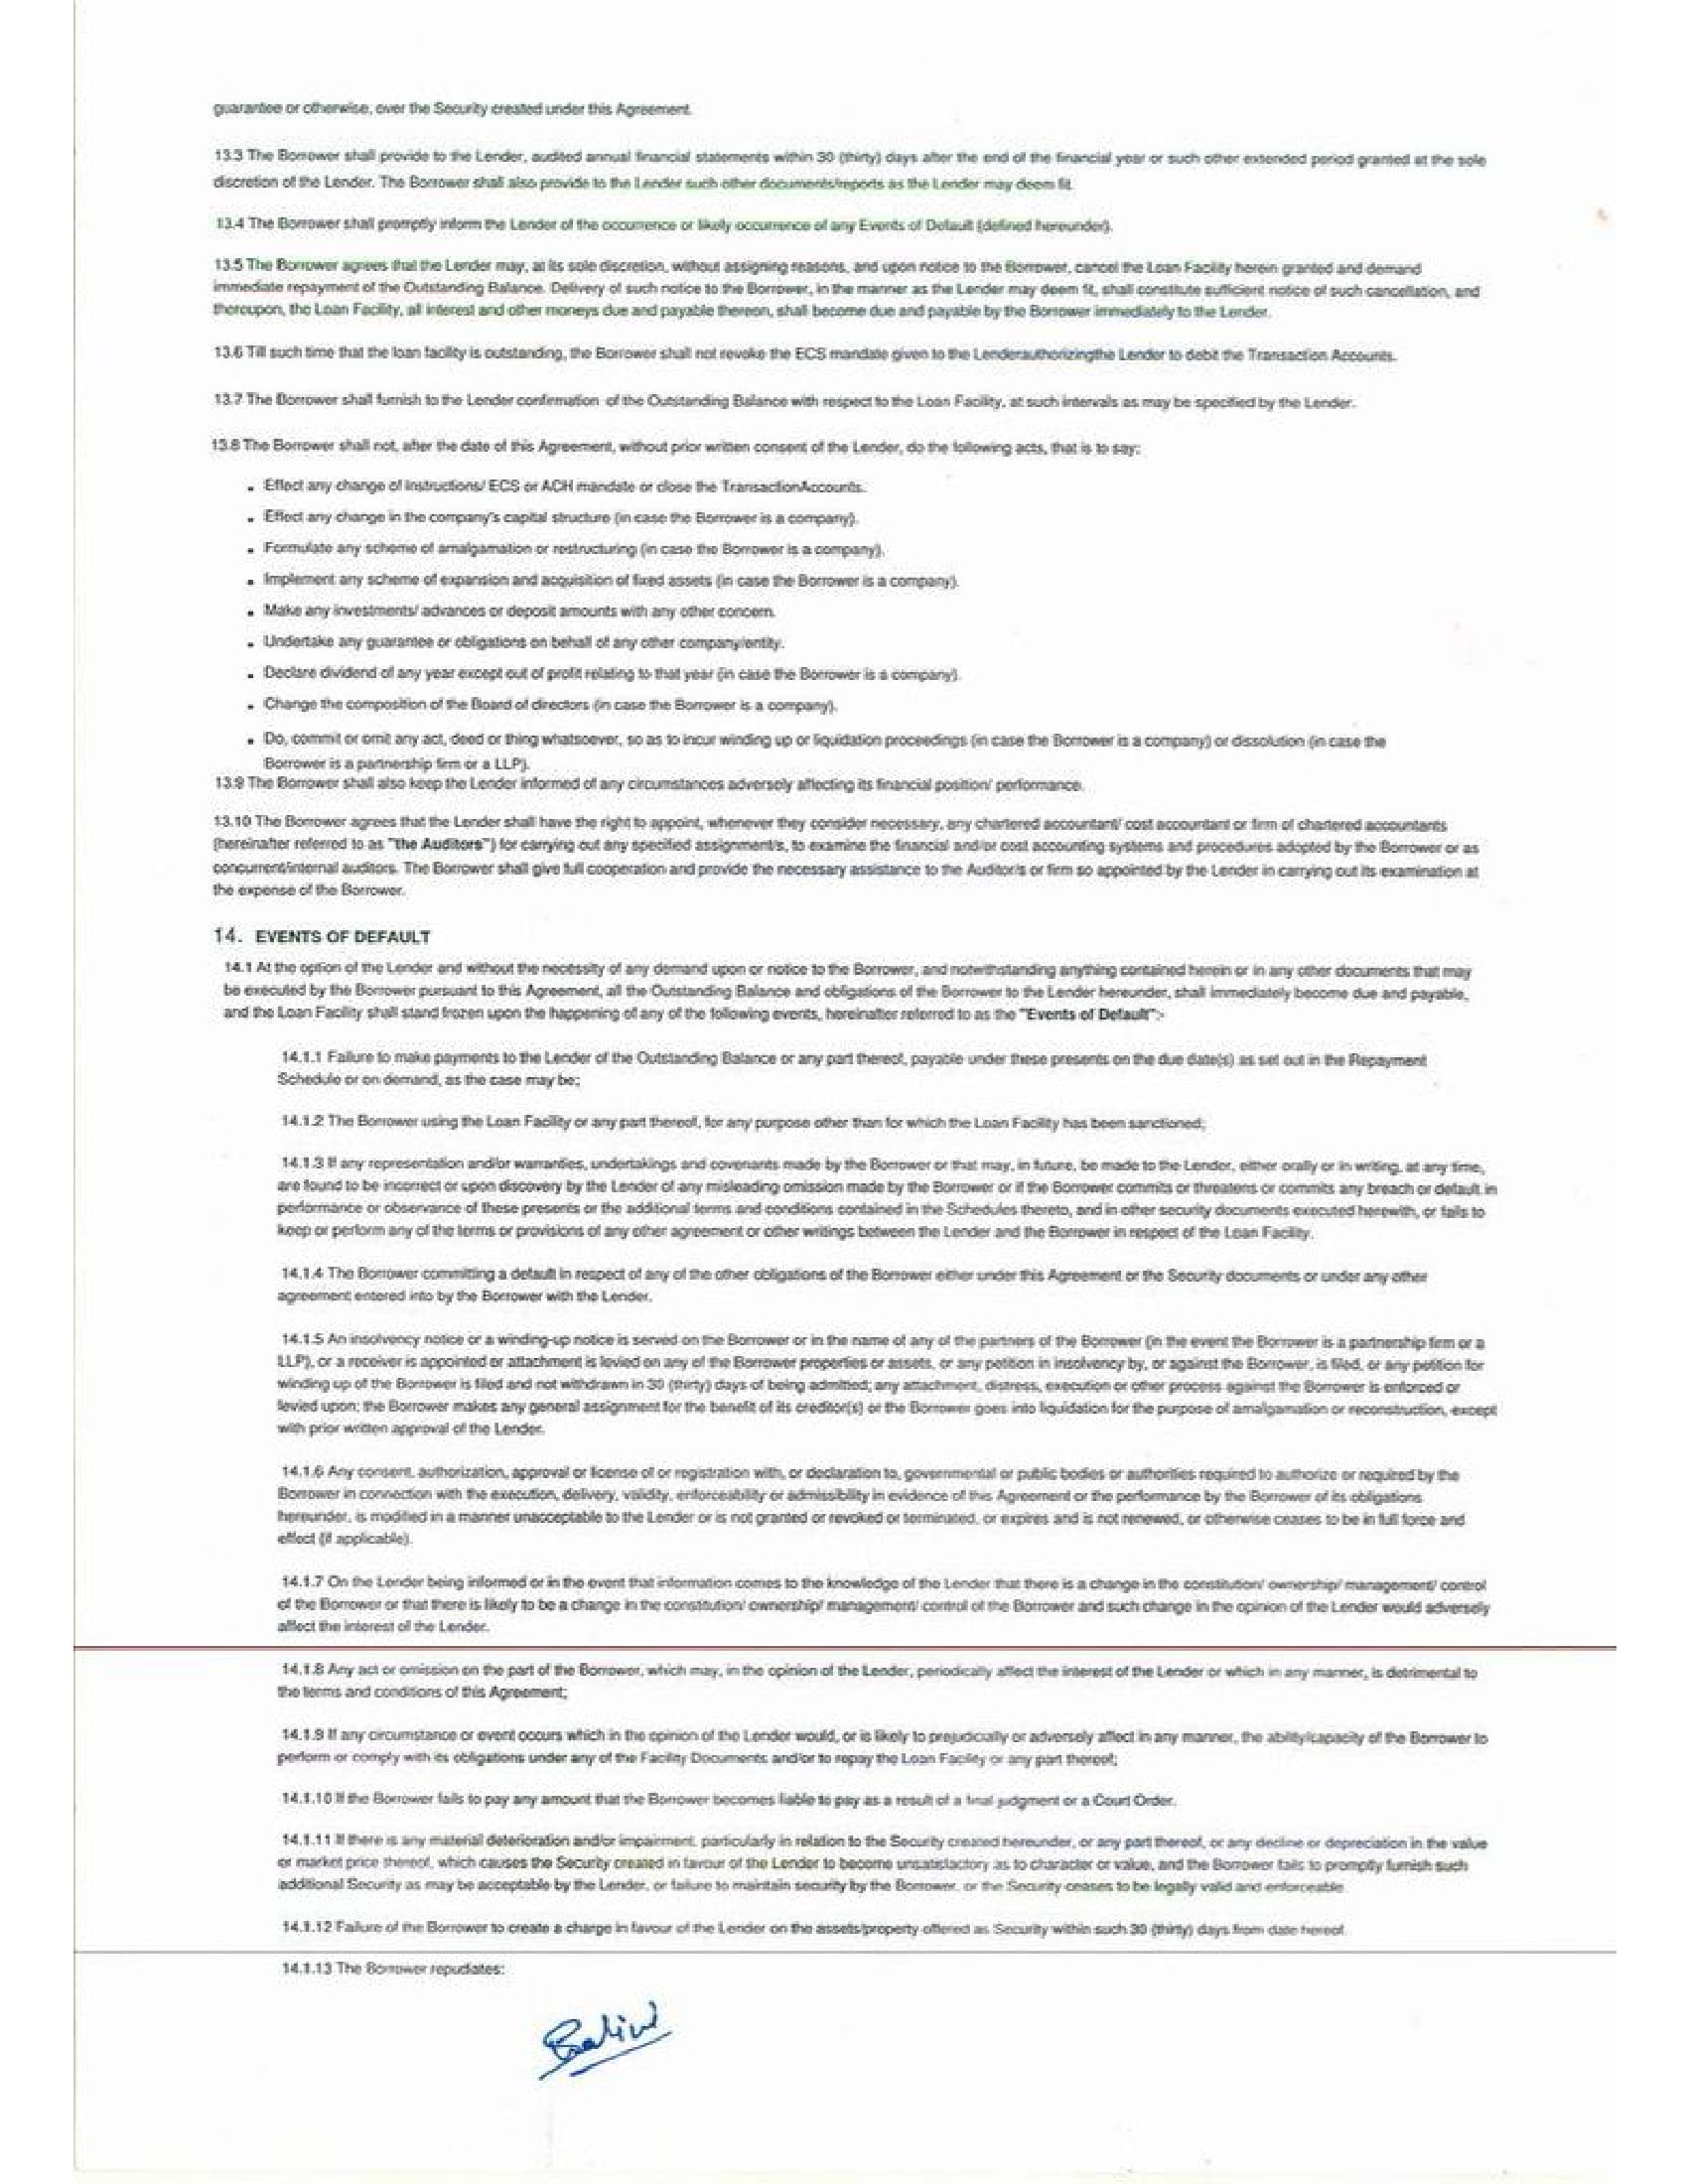 guarantee or otherwise, over the Security created under this Agreement.
13.3 The Borrower shall provide to the Lender, audited annual financial statements within 30 (thirty) days after the end of the financial year or such other extended period granted at the sole
discretion of the Lender. The Borrower shall also provide to the Lender such other documents/reports as the Lender may deem fit.
13.4 The Borrower shall promptly inform the Lender of the occurrence or likely occurrence of any Events of Default (defined hereunder).
13.5 The Borrower agrees that the Lender may, at its sole discretion, without assigning reasons, and upon notice to the Borrower, cancel the Loan Facility herein granted and demand
immediate repayment of the Outstanding Balance. Delivery of such notice to the Borrower, in the manner as the Lender may deem fit, shall constitute sufficient notice of such cancellation, and
thereupon, the Loan Facility, all interest and other moneys due and payable thereon, shall become due and payable by the Borrower immediately to the Lender.
13.6 Till such time that the loan facility is outstanding, the Borrower shall not revoke the ECS mandate given to the Lenderauthorizingthe Lender to debit the Transaction Accounts.
13.7 The Borrower shall furnish to the Lender confirmation of the Outstanding Balance with respect to the Loan Facility, at such intervals as may be specified by the Lender.
13.8 The Borrower shall not, after the date of this Agreement, without prior written consent of the Lender, do the following acts, that is to say:
• Effect any change of instructions/ ECS or ACH mandate or close the TransactionAccounts.
• Effect any change in the company's capital structure (in case the Borrower is a company).
• Formulate any scheme of amalgamation or restructuring (in case the Borrower is a company).
• Implement any scheme of expansion and acquisition of fixed assets (in case the Borrower is a company).
• Make any investments/ advances or deposit amounts with any other concern.
• Undertake any guarantee or obligations on behalf of any other company/entity.
• Declare dividend of any year except out of profit relating to that year (in case the Borrower is a company).
• Change the composition of the Board of directors (in case the Borrower is a company).
• Do, commit or omit any act, deed or thing whatsoever, so as to incur winding up or liquidation proceedings (in case the Borrower is a company) or dissolution (in case the
Borrower is a partnership firm or a LLP).
13.9 The Borrower shall also keep the Lender informed of any circumstances adversely affecting its financial position/ performance.
13.10 The Borrower agrees that the Lender shall have the right to appoint, whenever they consider necessary, any chartered accountant/ cost accountant or firm of chartered accountants
(hereinafter referred to as "the Auditors") for carrying out any specified assignment/s, to examine the financial and/or cost accounting systems and procedures adopted by the Borrower or as
concurrent/internal auditors. The Borrower shall give full cooperation and provide the necessary assistance to the Auditor/s or firm so appointed by the Lender in carrying out its examination at
the expense of the Borrower.
14. EVENTS OF DEFAULT
14.1 At the option of the Lender and without the necessity of any demand upon or notice to the Borrower, and notwithstanding anything contained herein or in any other documents that may
be executed by the Borrower pursuant to this Agreement, all the Outstanding Balance and obligations of the Borrower to the Lender hereunder, shall immediately become due and payable,
and the Loan Facility shall stand frozen upon the happening of any of the following events, hereinafter referred to as the "Events of Default":-
14.1.1 Failure to make payments to the Lender of the Outstanding Balance or any part thereof, payable under these presents on the due date(s) as set out in the Repayment
Schedule or on demand, as the case may be;
14.1.2 The Borrower using the Loan Facility or any part thereof, for any purpose other than for which the Loan Facility has been sanctioned;
14.1.3 If any representation and/or warranties, undertakings and covenants made by the Borrower or that may, in future, be made to the Lender, either orally or in writing, at any time,
are found to be incorrect or upon discovery by the Lender of any misleading omission made by the Borrower or if the Borrower commits or threatens or commits any breach or default in
performance or observance of these presents or the additional terms and conditions contained in the Schedules thereto, and in other security documents executed herewith, or fails to
keep or perform any of the terms or provisions of any other agreement or other writings between the Lender and the Borrower in respect of the Loan Facility.
14.1.4 The Borrower committing a default in respect of any of the other obligations of the Borrower either under this Agreement or the Security documents or under any other
agreement entered into by the Borrower with the Lender.
14.1.5 An insolvency notice or a winding-up notice is served on the Borrower or in the name of any of the partners of the Borrower (in the event the Borrower is a partnership firm or a
LLP), or a receiver is appointed or attachment is levied on any of the Borrower properties or assets, or any petition in insolvency by, or against the Borrower, is filed, or any petition for
winding up of the Borrower is filed and not withdrawn in 30 (thirty) days of being admitted; any attachment, distress, execution or other process against the Borrower is enforced or
levied upon; the Borrower makes any general assignment for the benefit of its creditor(s) or the Borrower goes into liquidation for the purpose of amalgamation or reconstruction, except
with prior written approval of the Lender.
14.1.6 Any consent, authorization, approval or license of or registration with, or declaration to, governmental or public bodies or authorities required to authorize or required by the
Borrower in connection with the execution, delivery, validity, enforceability or admissibility in evidence of this Agreement or the performance by the Borrower of its obligations
hereunder, is modified in a manner unacceptable to the Lender or is not granted or revoked or terminated, or expires and is not renewed, or otherwise ceases to be in full force and
effect (if applicable).
14.1.7 On the Lender being informed or in the event that information comes to the knowledge of the Lender that there is a change in the constitution/ ownership/ management/ control
of the Borrower or that there is likely to be a change in the constitution/ ownership/ management/ control of the Borrower and such change in the opinion of the Lender would adversely
affect the interest of the Lender.
14.1.8 Any act or omission on the part of the Borrower, which may, in the opinion of the Lender, periodically affect the interest of the Lender or which in any manner, is detrimental to
the terms and conditions of this Agreement;
14.1.9 If any circumstance or event occurs which in the opinion of the Lender would, or is likely to prejudicially or adversely affect in any manner, the ability/capacity of the Borrower to
perform or comply with its obligations under any of the Facility Documents and/or to repay the Loan Facility or any part thereof;
14.1.10 If the Borrower fails to pay any amount that the Borrower becomes liable to pay as a result of a final judgment or a Court Order.
14.1.11 If there is any material deterioration and/or impairment, particularly in relation to the Security created hereunder, or any part thereof, or any decline or depreciation in the value
or market price thereof, which causes the Security created in favour of the Lender to become unsatisfactory as to character or value, and the Borrower fails to promptly furnish such
additional Security as may be acceptable by the Lender, or failure to maintain security by the Borrower, or the Security ceases to be legally valid and enforceable.
14.1.12 Failure of the Borrower to create a charge in favour of the Lender on the assets/property offered as Security within such 30 (thirty) days from date hereof.
14.1.13 The Borrower repudiates: